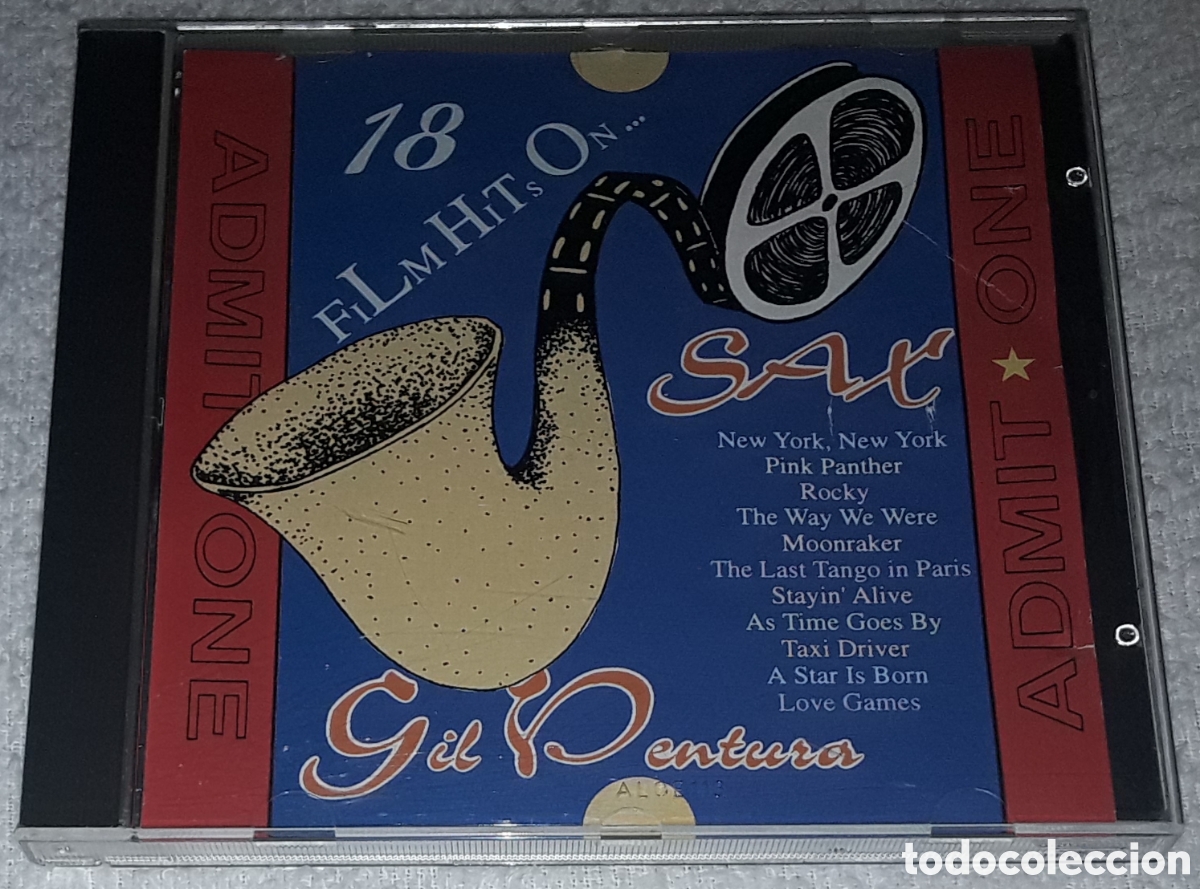 18
FiLMHiTs ON...
SAX
New York, New York
Pink Panther
Rocky
The Way We Were
Moonraker
The Last Tango in Paris
Stayin' Alive
As Time Goes By
Taxi Driver
A Star Is Born
Love Games
Gil Ventura
ADMIT ONE
ADMIT ★ ONE
todocoleccion